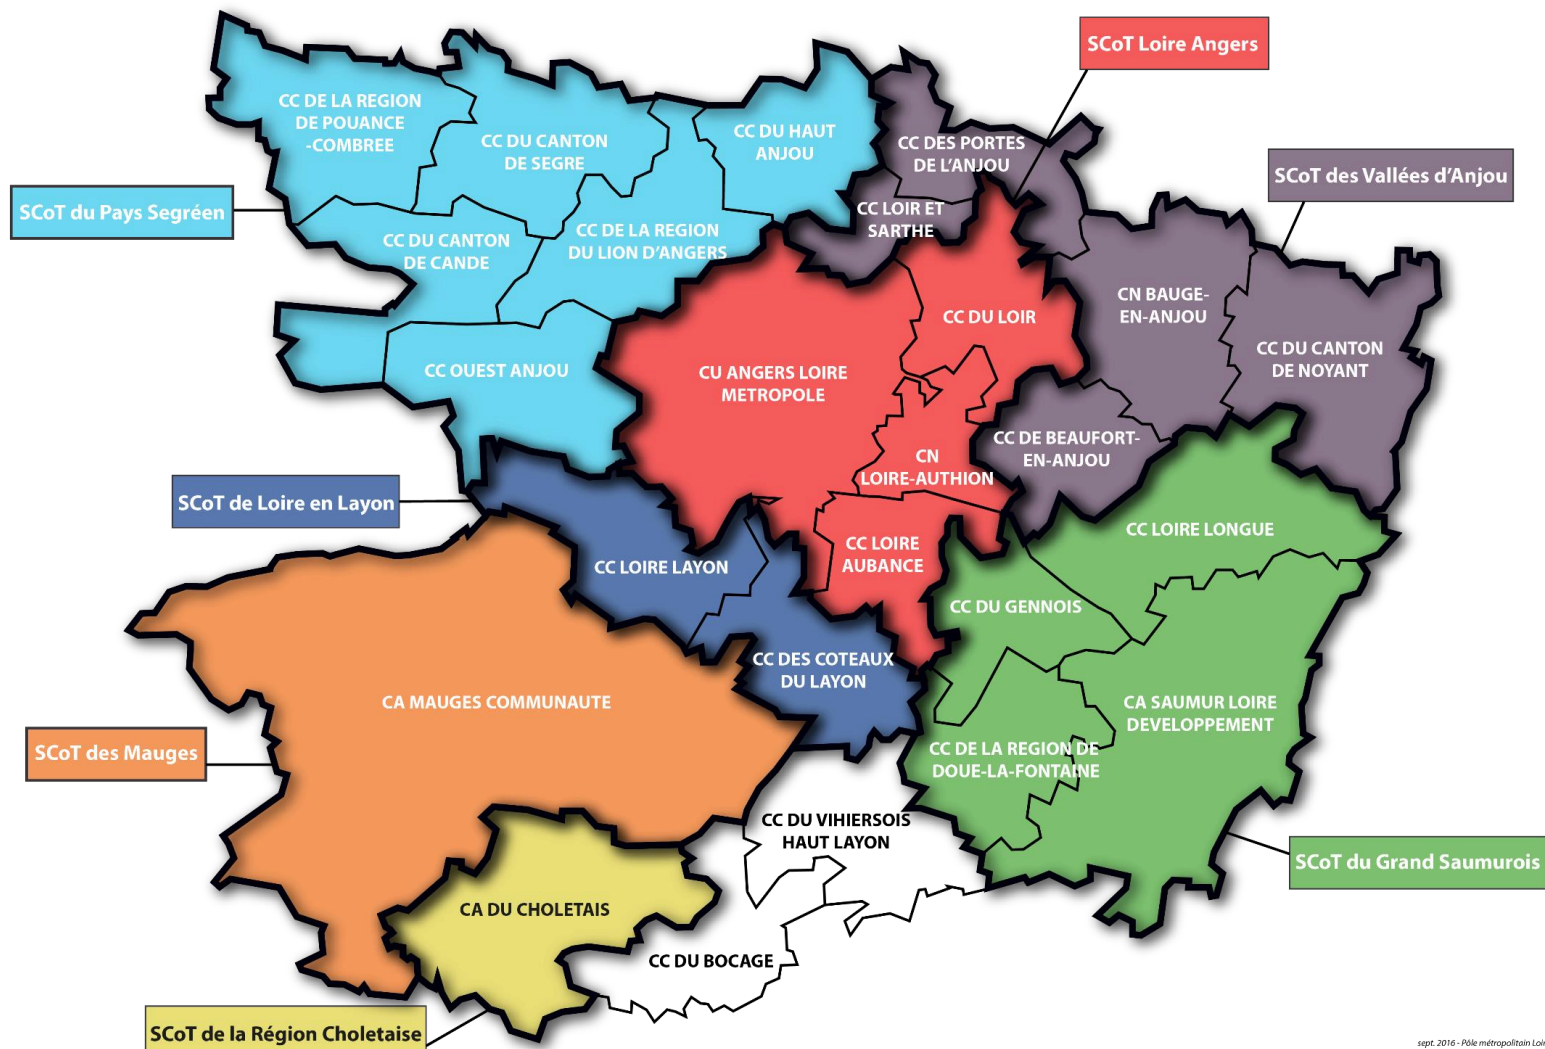 SCoT Loire Angers
CC DE LA REGION
DE POUANCE
-COMBREE
CC DU CANTON
DE SEGRE
CC DU HAUT
ANJOU
CC DES PORTES
DE L'ANJOU
SCoT des Vallées d'Anjou
SCoT du Pays Segréen
CC DU CANTON
DE CANDE
CC DE LA REGION
DU LION D'ANGERS
CC LOIR ET
SARTHE
CC DU LOIR
CN BAUGE-
EN-ANJOU
CC DU CANTON
DE NOYANT
CC OUEST ANJOU
CU ANGERS LOIRE
METROPOLE
CC DE BEAUFORT-
EN-ANJOU
CN
LOIRE-AUTHION
SCoT de Loire en Layon
CC LOIRE LONGUE
CC LOIRE LAYON
CC LOIRE
AUBANCE
CC DU GENNOIS
CC DES COTEAUX
DU LAYON
CA MAUGES COMMUNAUTE
CA SAUMUR LOIRE
DEVELOPPEMENT
SCoT des Mauges
CC DE LA REGION DE
DOUE-LA-FONTAINE
CC DU VIHIERSOIS
HAUT LAYON
SCoT du Grand Saumurois
CA DU CHOLETAIS
CC DU BOCAGE
SCoT de la Région Choletaise
sept. 2016 - Pôle métropolitain Loir